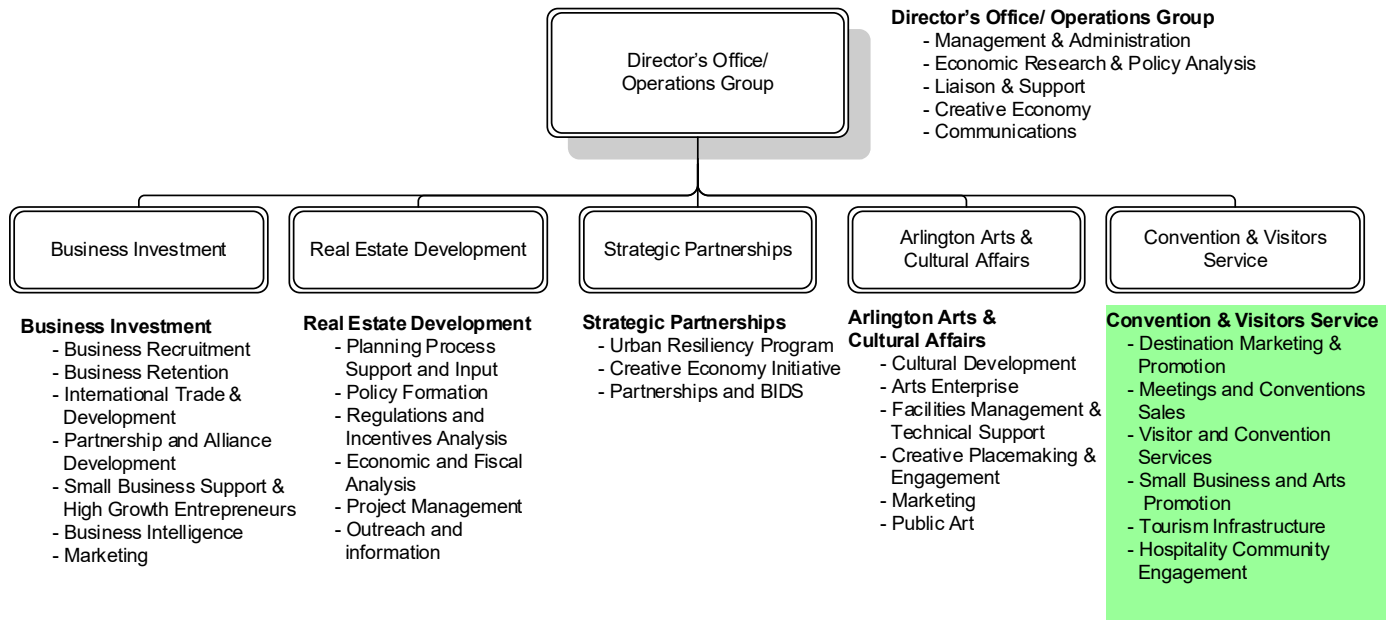 Director’s Office/
Operations Group
Director’s Office/ Operations Group
- Management & Administration
- Economic Research & Policy Analysis
- Liaison & Support
- Creative Economy
- Communications
Business Investment
Real Estate Development
Strategic Partnerships
Arlington Arts &
Cultural Affairs
Convention & Visitors
Service
Business Investment
- Business Recruitment
- Business Retention
- International Trade &
Development
- Partnership and Alliance
Development
- Small Business Support &
High Growth Entrepreneurs
- Business Intelligence
- Marketing
Real Estate Development
- Planning Process
Support and Input
- Policy Formation
- Regulations and
Incentives Analysis
- Economic and Fiscal
Analysis
- Project Management
- Outreach and
information
Strategic Partnerships
- Urban Resiliency Program
- Creative Economy Initiative
- Partnerships and BIDS
Arlington Arts &
Cultural Affairs
- Cultural Development
- Arts Enterprise
- Facilities Management &
Technical Support
- Creative Placemaking &
Engagement
- Marketing
- Public Art
Convention & Visitors Service
- Destination Marketing &
Promotion
- Meetings and Conventions
Sales
- Visitor and Convention
Services
- Small Business and Arts
Promotion
- Tourism Infrastructure
- Hospitality Community
Engagement